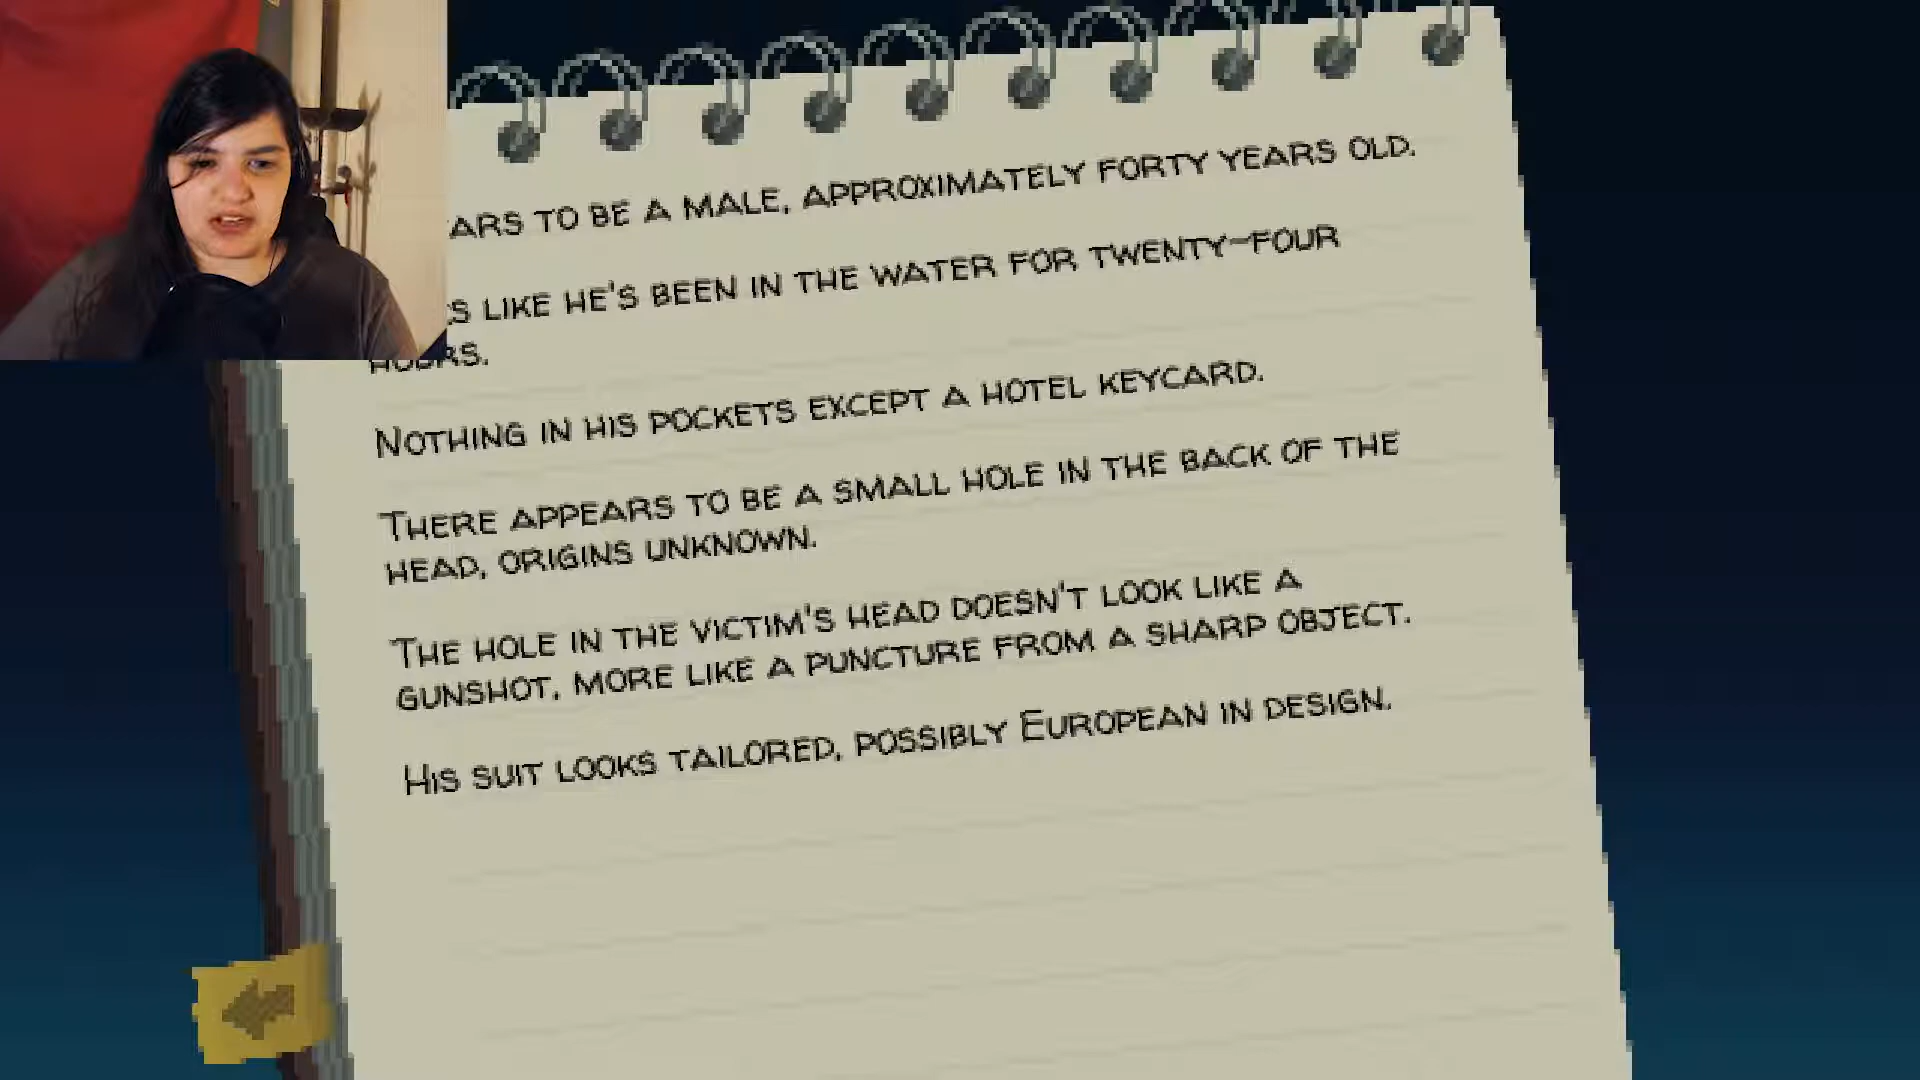 ARS TO BE A MALE, APPROXIMATELY FORTY YEARS OLD.
S LIKE HE'S BEEN IN THE WATER FOR TWENTY-FOUR
HOURS.
NOTHING IN HIS POCKETS EXCEPT A HOTEL KEYCARD.
THERE APPEARS TO BE A SMALL HOLE IN THE BACK OF THE
HEAD, ORIGINS UNKNOWN.
THE HOLE IN THE VICTIM'S HEAD DOESN'T LOOK LIKE A
GUNSHOT. MORE LIKE A PUNCTURE FROM A SHARP OBJECT.
HIS SUIT LOOKS TAILORED, POSSIBLY EUROPEAN IN DESIGN.